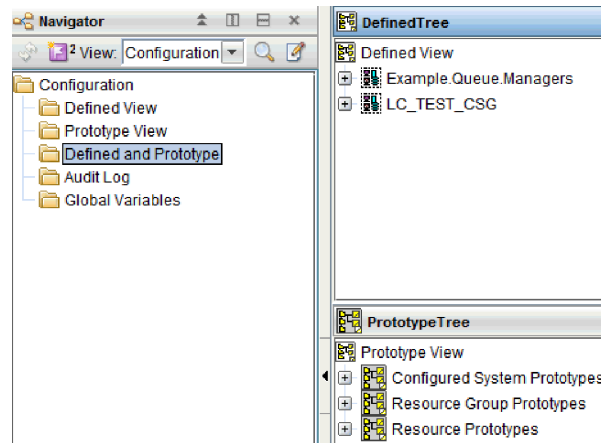 Navigator
2 View: Configuration
Configuration
Defined View
Prototype View
Defined and Prototype
Audit Log
Global Variables
DefinedTree
Defined View
Example.Queue.Managers
LC_TEST_CSG
PrototypeTree
Prototype View
Configured System Prototypes
Resource Group Prototypes
Resource Prototypes